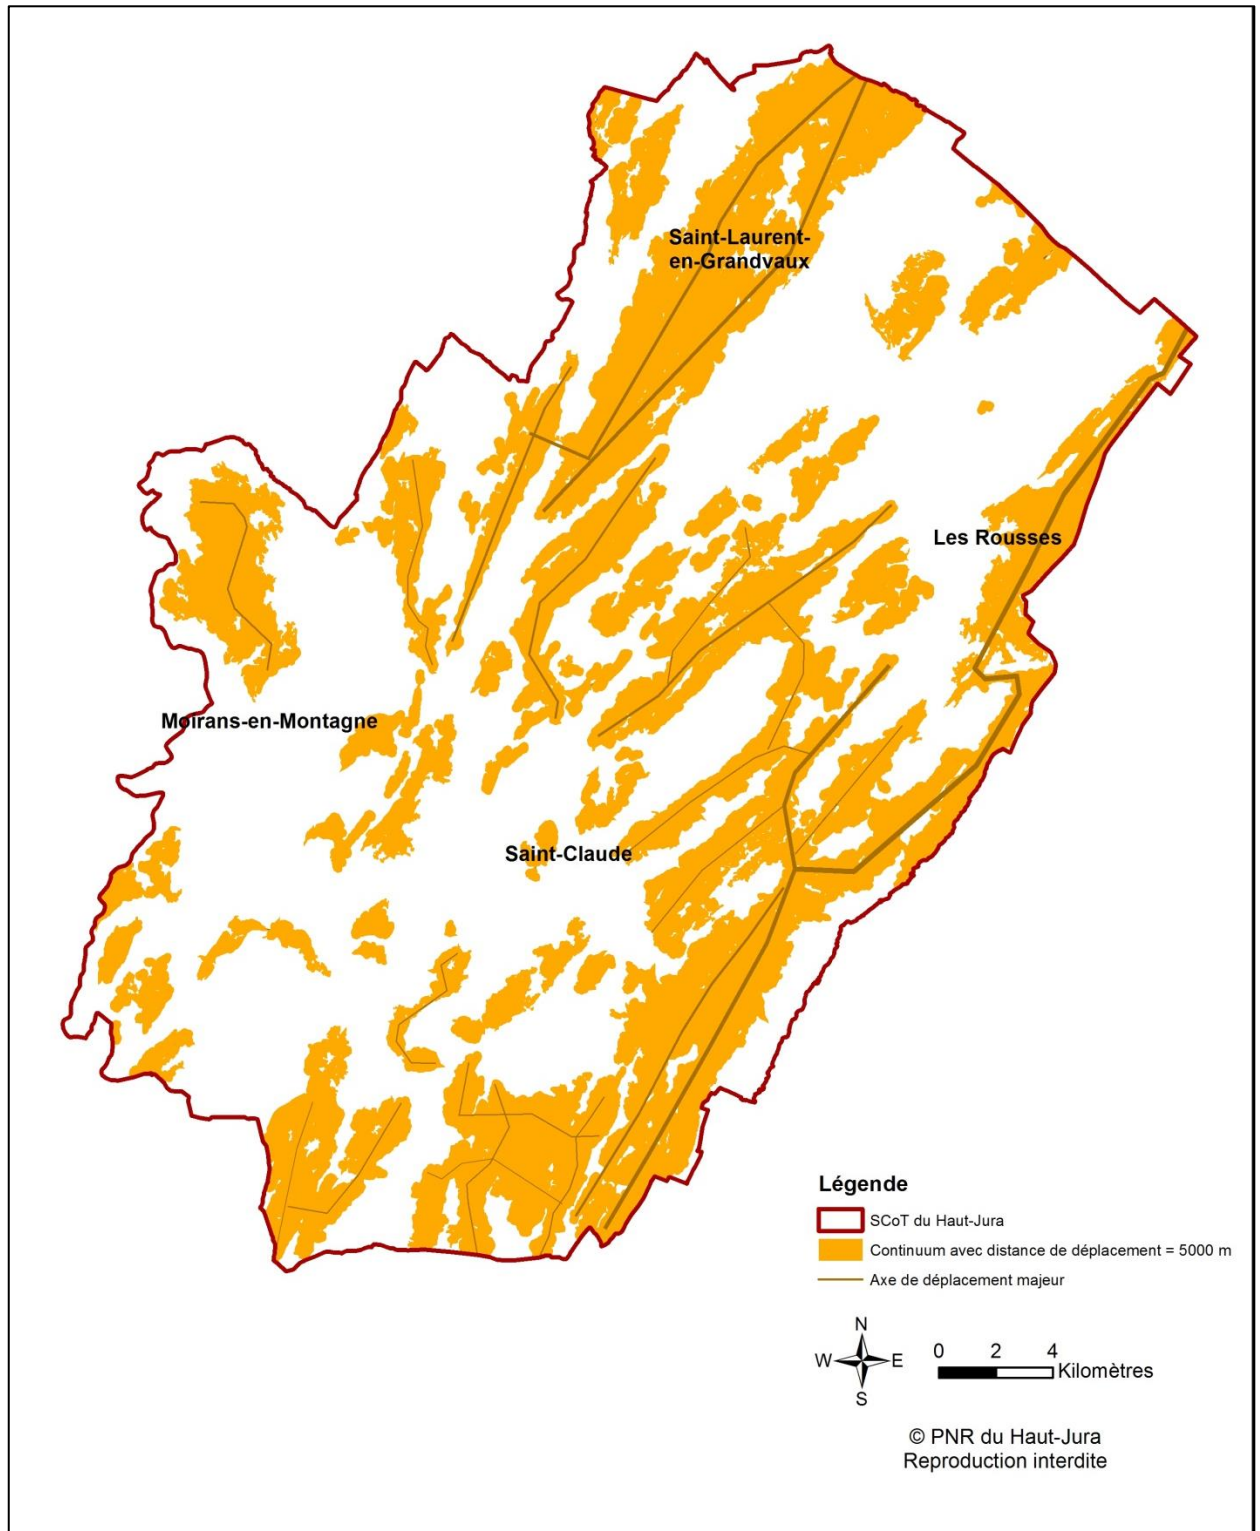 Saint-Laurent-
en-Grandvaux
Les Rousses
Moirans-en-Montagne
Saint-Claude
Légende
SCoT du Haut-Jura
Continuum avec distance de déplacement = 5000 m
Axe de déplacement majeur
N
W E
S
0 2 4
Kilomètres
© PNR du Haut-Jura
Reproduction interdite